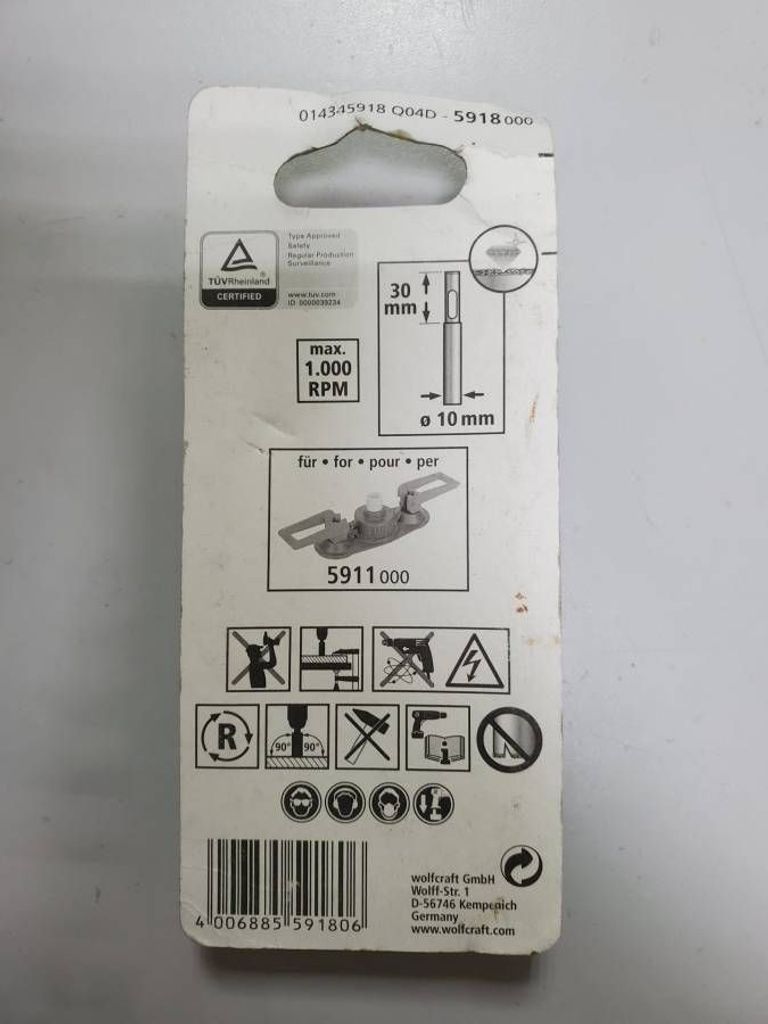 014345918 Q04D - 5918 000
Type Approved
Safety
Regular Production
Surveillance
www.tuv.com
ID 0000039234
TÜVRheinland®
CERTIFIED
30
mm
ø 10 mm
max.
1.000
RPM
für • for • pour • per
5911 000
R
90° 90°
i
4 006885 591806
wolfcraft GmbH
Wolff-Str. 1
D-56746 Kempenich
Germany
www.wolfcraft.com